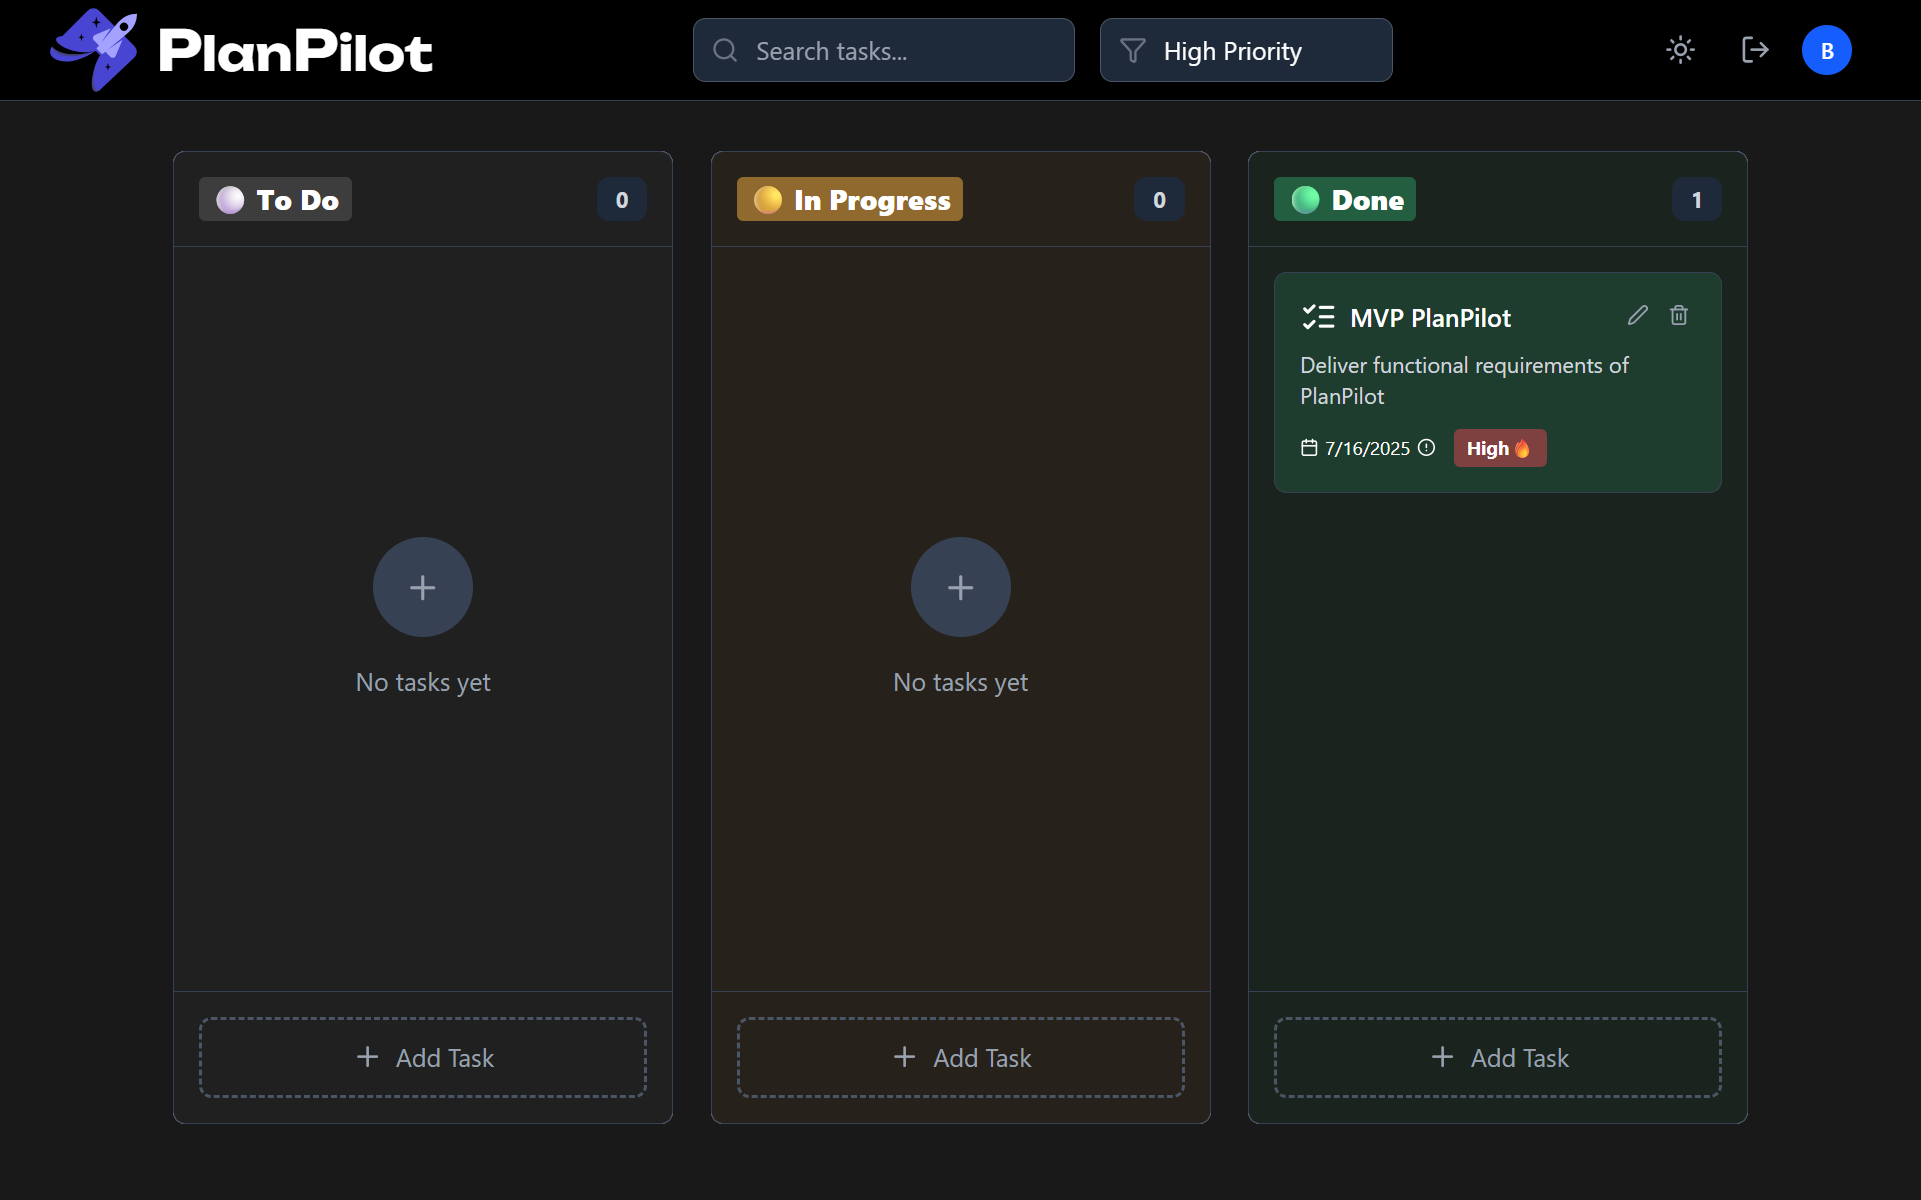 PlanPilot
Search tasks...
High Priority
B
To Do
0
In Progress
0
Done
1
No tasks yet
No tasks yet
MVP PlanPilot
Deliver functional requirements of
PlanPilot
7/16/2025
High
Add Task
Add Task
Add Task